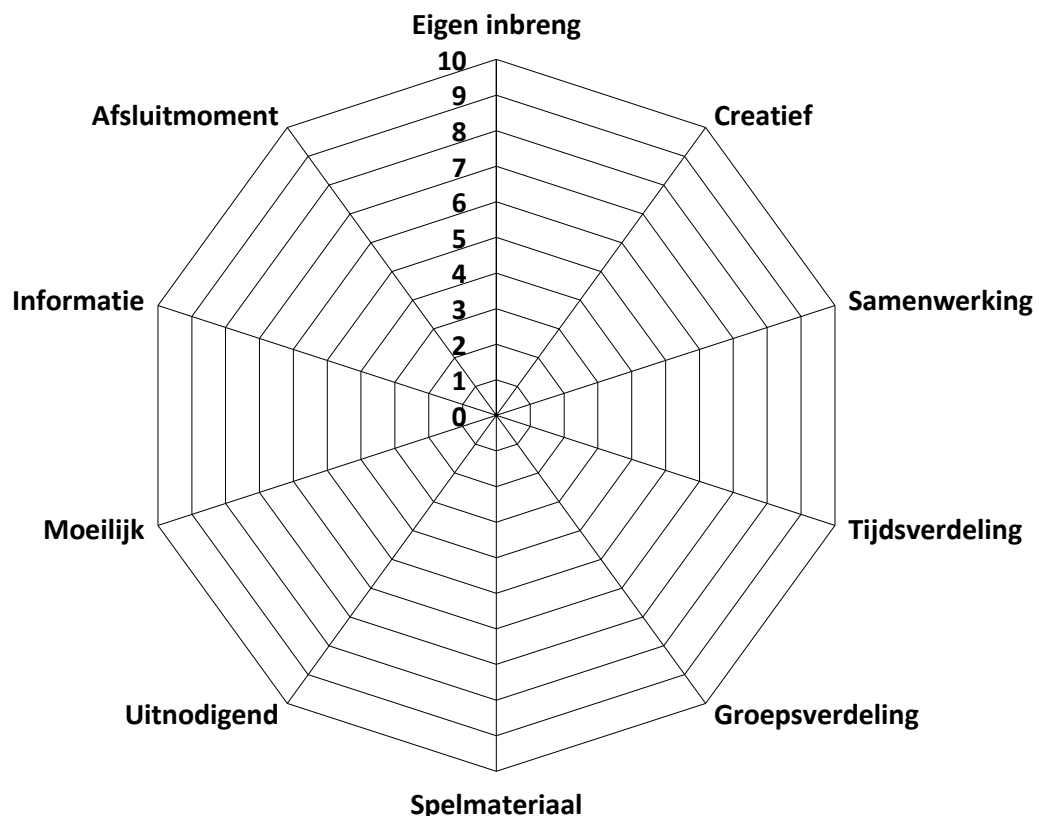 Eigen inbreng
10
9
8
7
6
5
4
3
2
1
0
Creatief
Samenwerking
Tijdsverdeling
Groepsverdeling
Spelmateriaal
Uitnodigend
Moeilijk
Informatie
Afsluitmoment